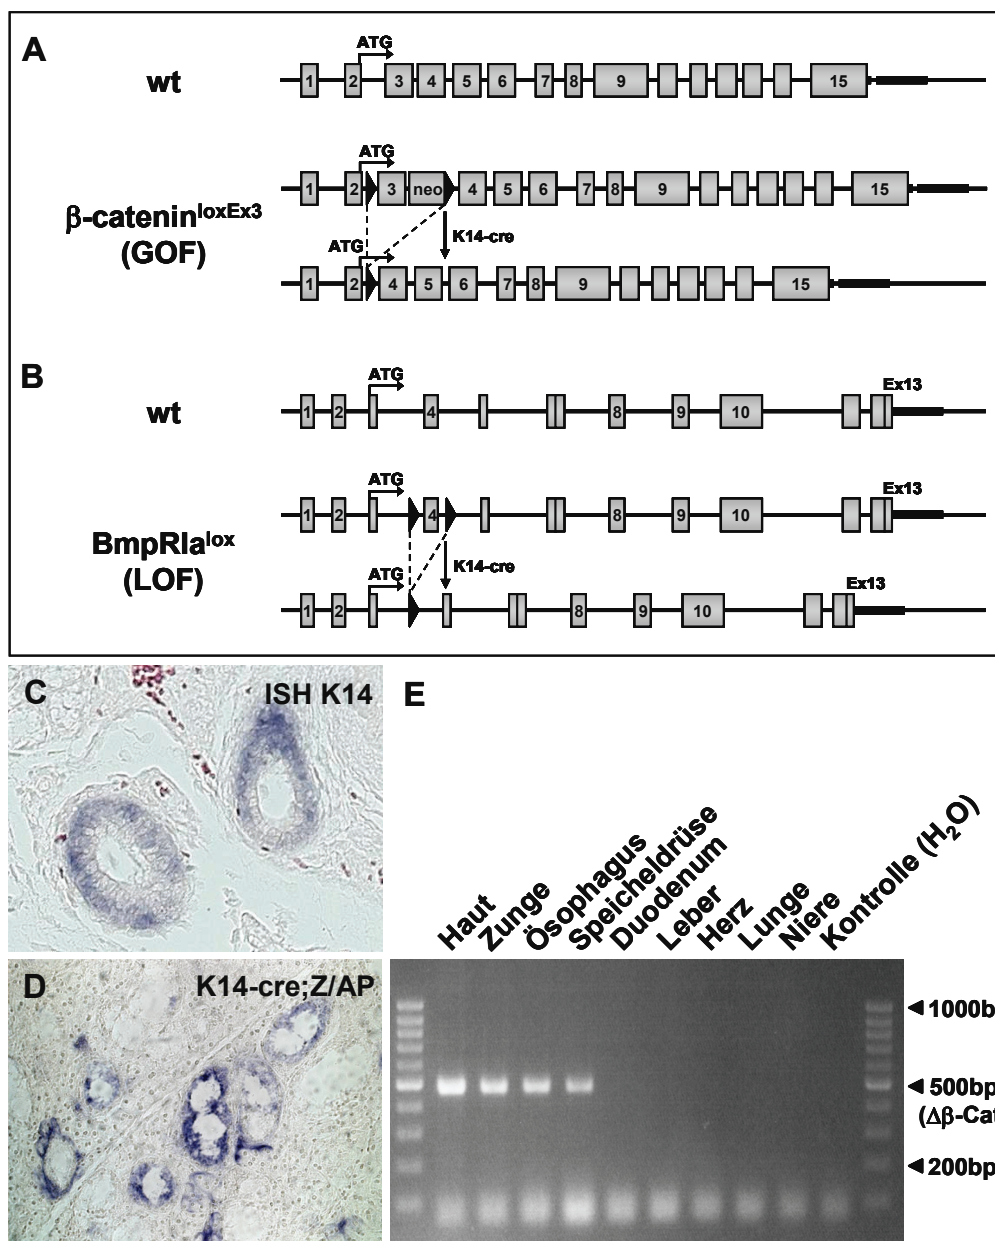 A
wt
ATG
1 2 3 4 5 6 7 8 9 15
β-catenin^loxEx3
(GOF)
ATG
1 2 3 neo 4 5 6 7 8 9 15
K14-cre
ATG
1 2 4 5 6 7 8 9 15
B
wt
ATG
Ex13
1 2 4 8 9 10
BmpRIa^lox
(LOF)
ATG
Ex13
1 2 4 8 9 10
K14-cre
ATG
Ex13
1 2 8 9 10
C
ISH K14
D
K14-cre;Z/AP
E
Haut
Zunge
Ösophagus
Speicheldrüse
Duodenum
Leber
Herz
Lunge
Niere
Kontrolle (H₂O)
1000b
500bp
(Δβ-Cat
200bp